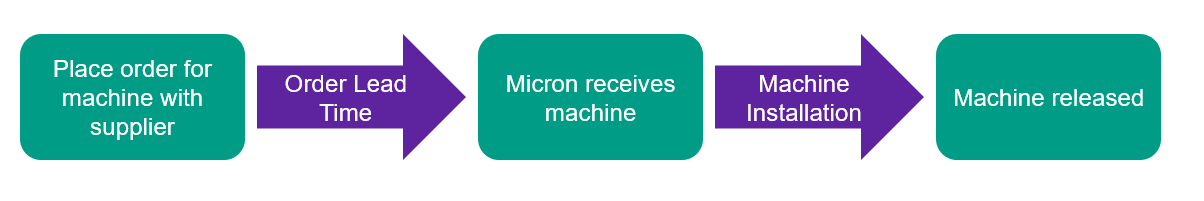 Place order for
machine with
supplier
Order Lead
Time
Micron receives
machine
Machine
Installation
Machine released